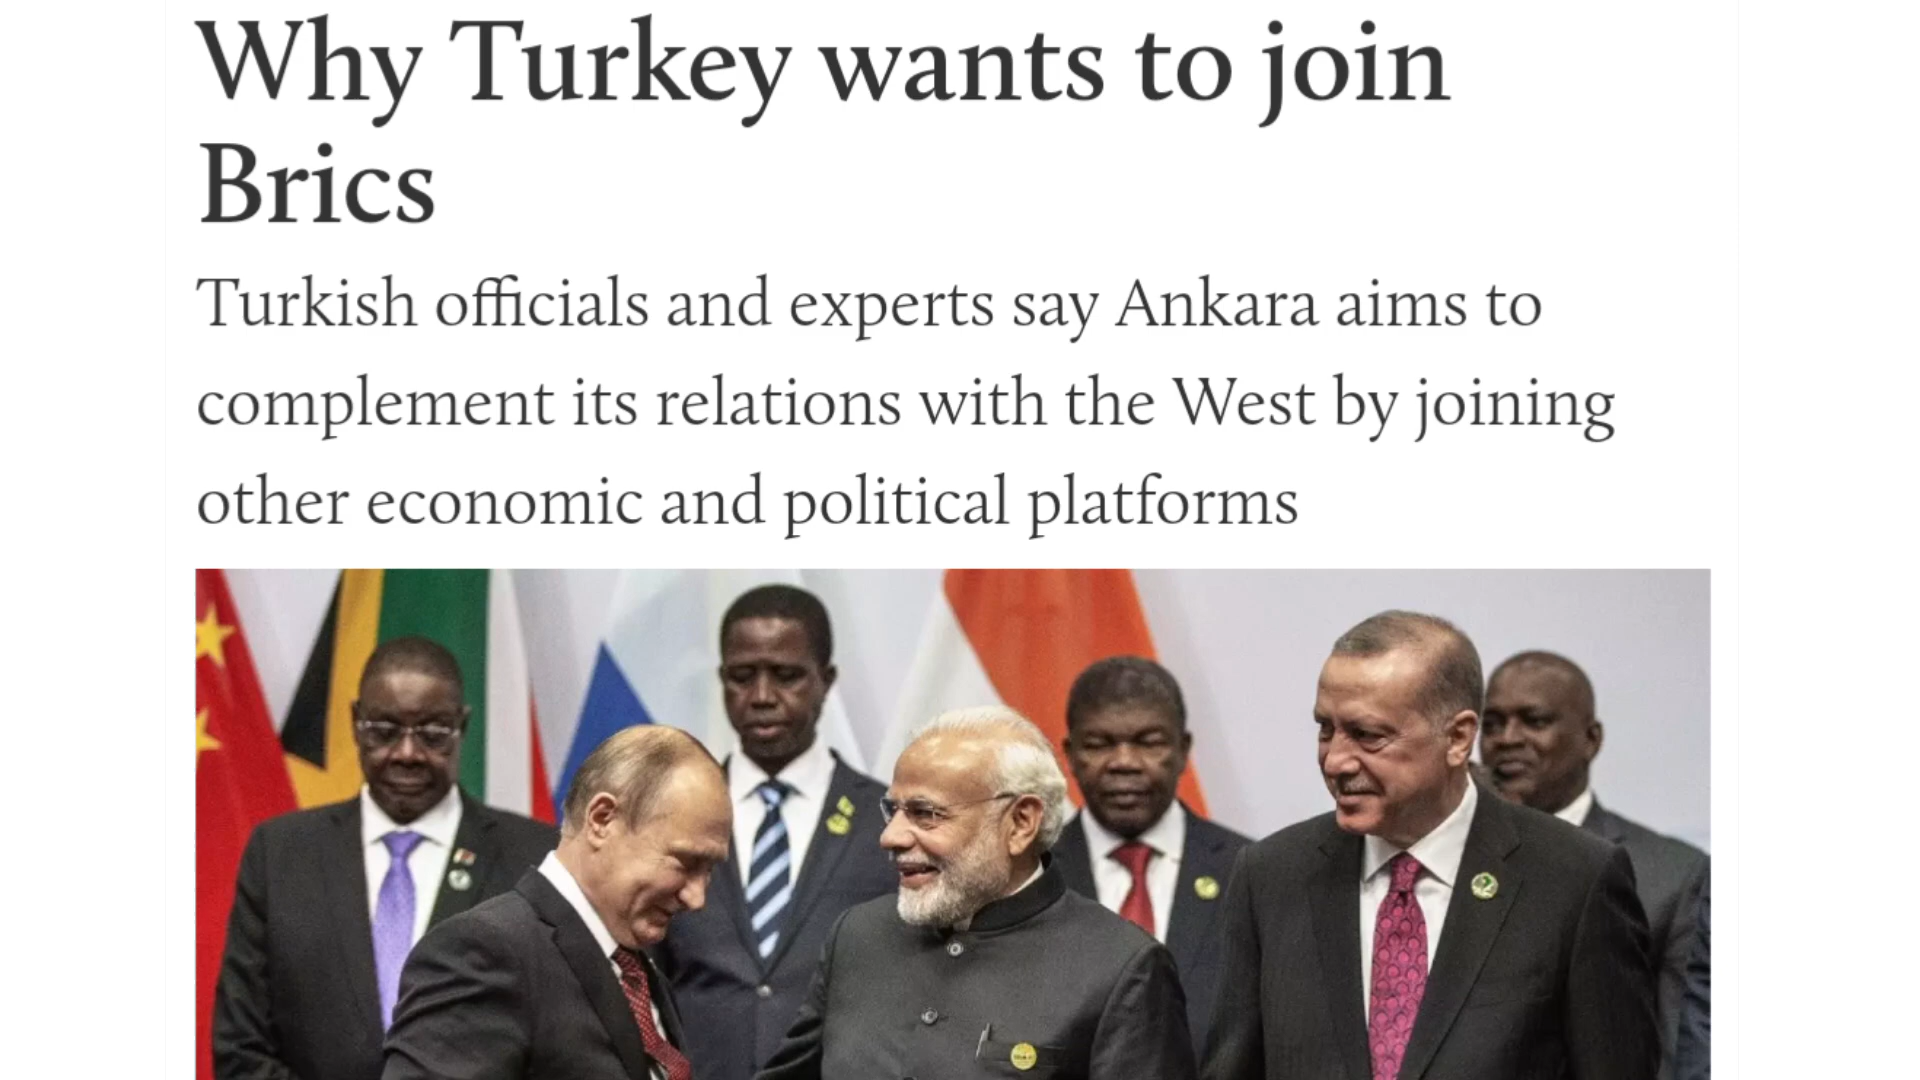 Why Turkey wants to join
Brics
Turkish officials and experts say Ankara aims to
complement its relations with the West by joining
other economic and political platforms